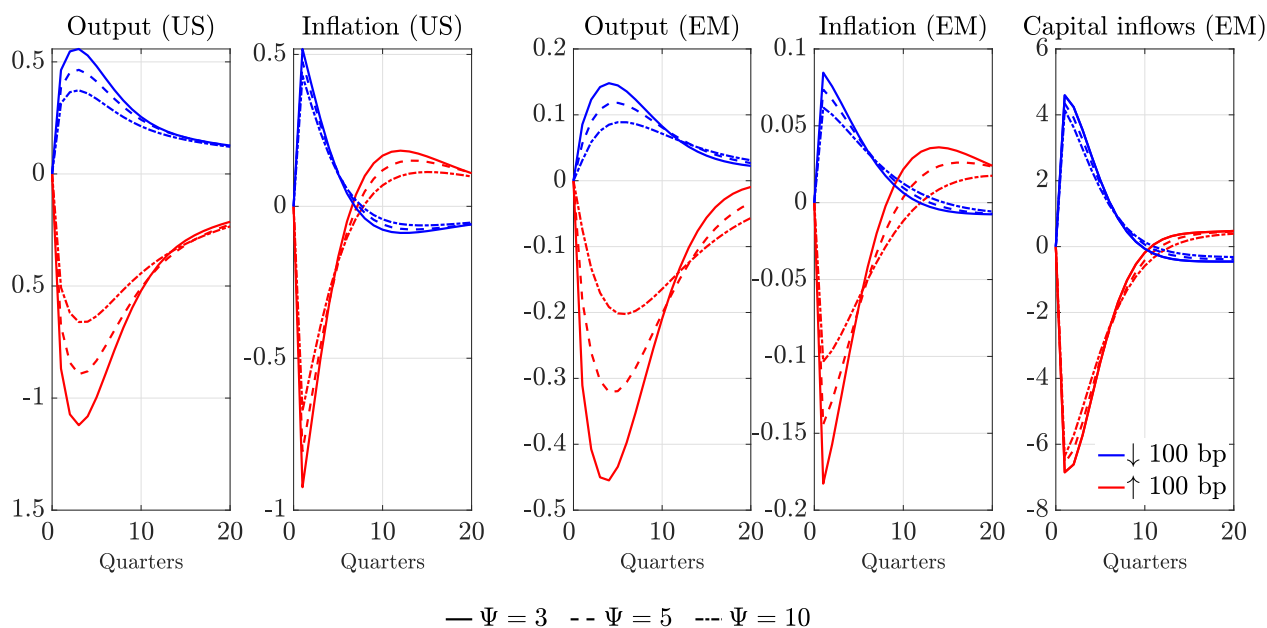 Output (US)
0.5
0
0.5
-1
1.5
0 10 20
Quarters
Inflation (US)
0.5
0
-0.5
-1
0 10 20
Quarters
Output (EM)
0.2
0.1
0
-0.1
-0.2
-0.3
-0.4
-0.5
0 10 20
Quarters
Inflation (EM)
0.1
0.05
0
-0.05
-0.1
-0.15
-0.2
0 10 20
Quarters
Capital inflows (EM)
6
4
2
0
-2
-4
-6
-8
0 10 20
Quarters
↓ 100 bp
↑ 100 bp
Ψ = 3 Ψ = 5 Ψ = 10